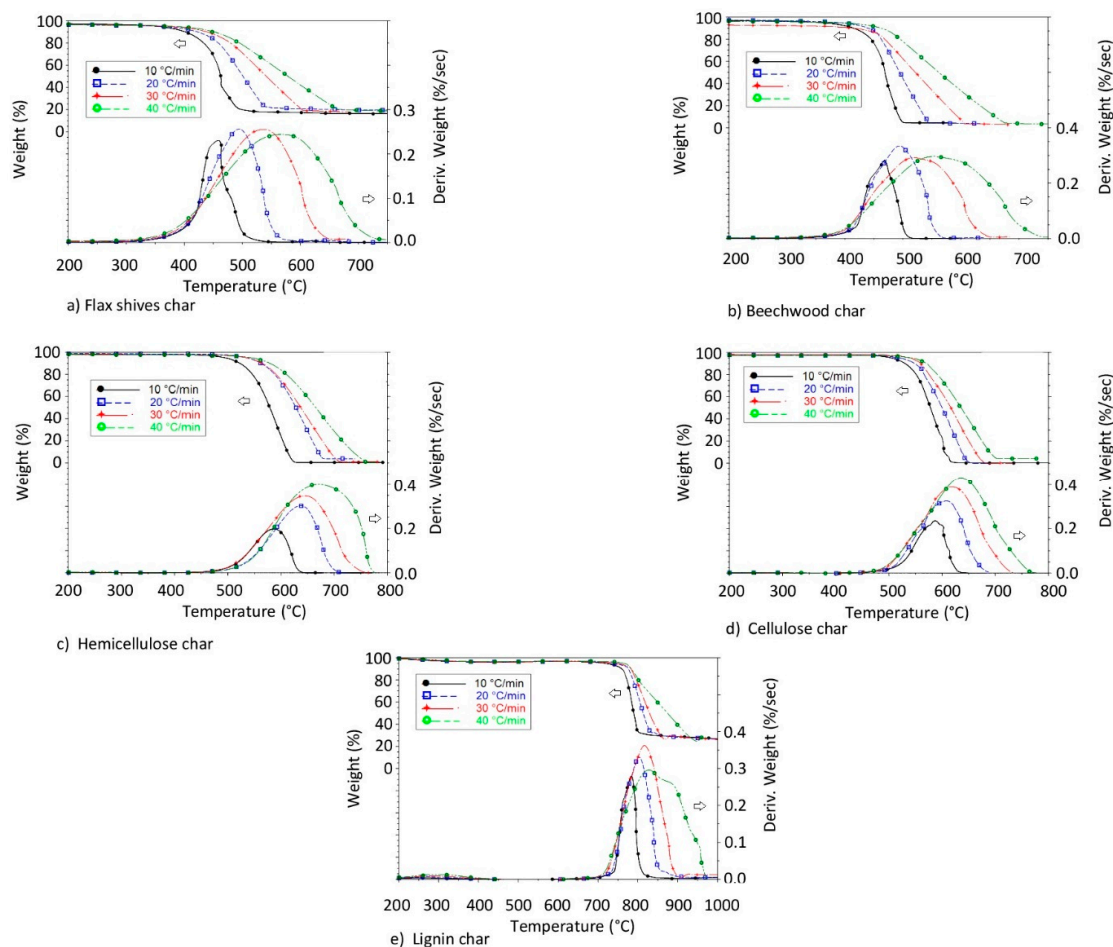 100
80
60
40
20
0
Weight (%)
10 °C/min
20 °C/min
30 °C/min
40 °C/min
0.3
0.2
0.1
0.0
Deriv. Weight (%/sec)
200 300 400 500 600 700
Temperature (°C)
a) Flax shives char
100
80
60
40
20
0
Weight (%)
10 °C/min
20 °C/min
30 °C/min
40 °C/min
0.4
0.2
0.0
Deriv. Weight (%/sec)
200 300 400 500 600 700
Temperature (°C)
b) Beechwood char
100
80
60
40
20
0
Weight (%)
10 °C/min
20 °C/min
30 °C/min
40 °C/min
0.4
0.2
0.0
Deriv. Weight (%/sec)
200 300 400 500 600 700 800
Temperature (°C)
c) Hemicellulose char
100
80
60
40
20
0
Weight (%)
10 °C/min
20 °C/min
30 °C/min
40 °C/min
0.4
0.2
0.0
Deriv. Weight (%/sec)
200 300 400 500 600 700 800
Temperature (°C)
d) Cellulose char
100
80
60
40
20
0
Weight (%)
10 °C/min
20 °C/min
30 °C/min
40 °C/min
0.4
0.3
0.2
0.1
0.0
Deriv. Weight (%/sec)
200 300 400 500 600 700 800 900 1000
Temperature (°C)
e) Lignin char